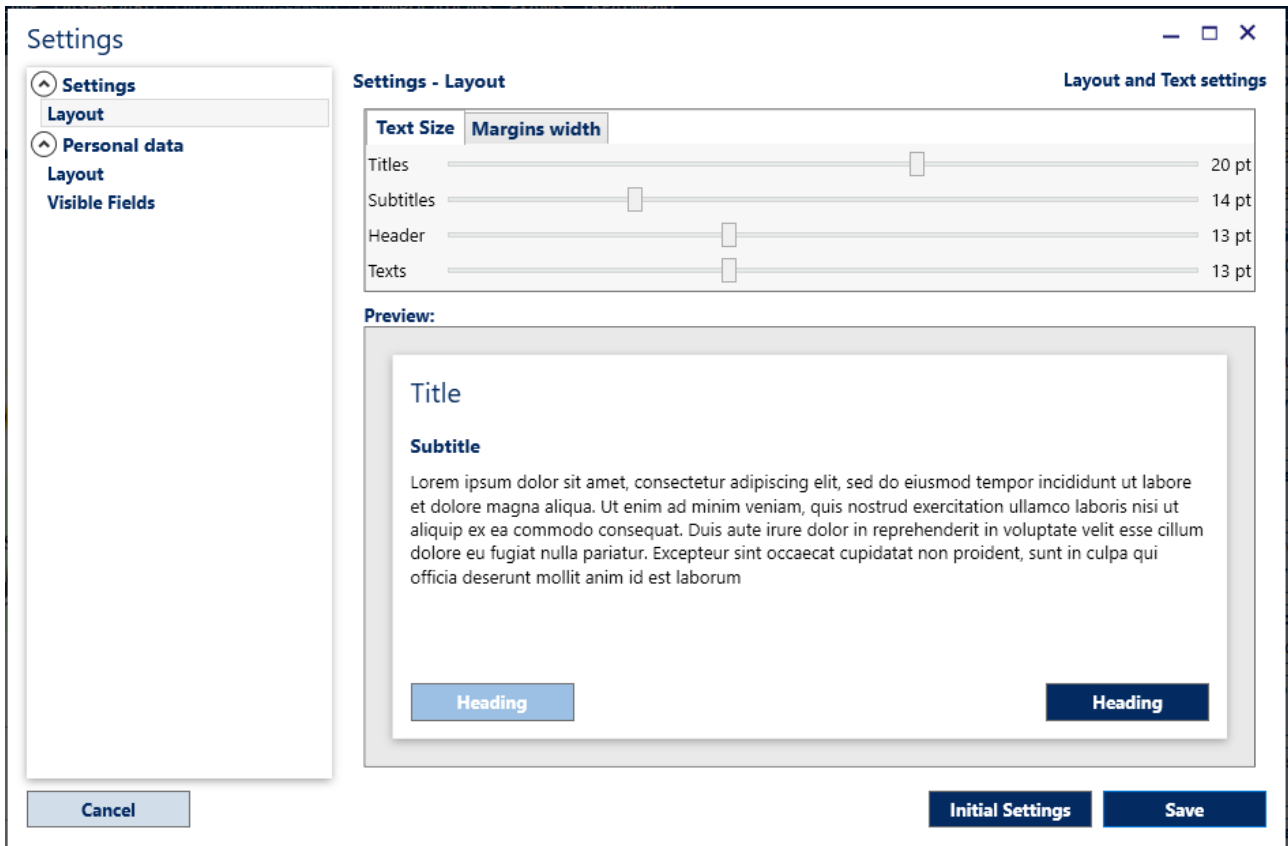 Settings
Settings
Layout
Personal data
Layout
Visible Fields
Settings - Layout
Layout and Text settings
Text Size
Margins width
Titles 20 pt
Subtitles 14 pt
Header 13 pt
Texts 13 pt
Preview:
Title
Subtitle
Lorem ipsum dolor sit amet, consectetur adipiscing elit, sed do eiusmod tempor incididunt ut labore
et dolore magna aliqua. Ut enim ad minim veniam, quis nostrud exercitation ullamco laboris nisi ut
aliquip ex ea commodo consequat. Duis aute irure dolor in reprehenderit in voluptate velit esse cillum
dolore eu fugiat nulla pariatur. Excepteur sint occaecat cupidatat non proident, sunt in culpa qui
officia deserunt mollit anim id est laborum
Heading
Heading
Cancel
Initial Settings
Save